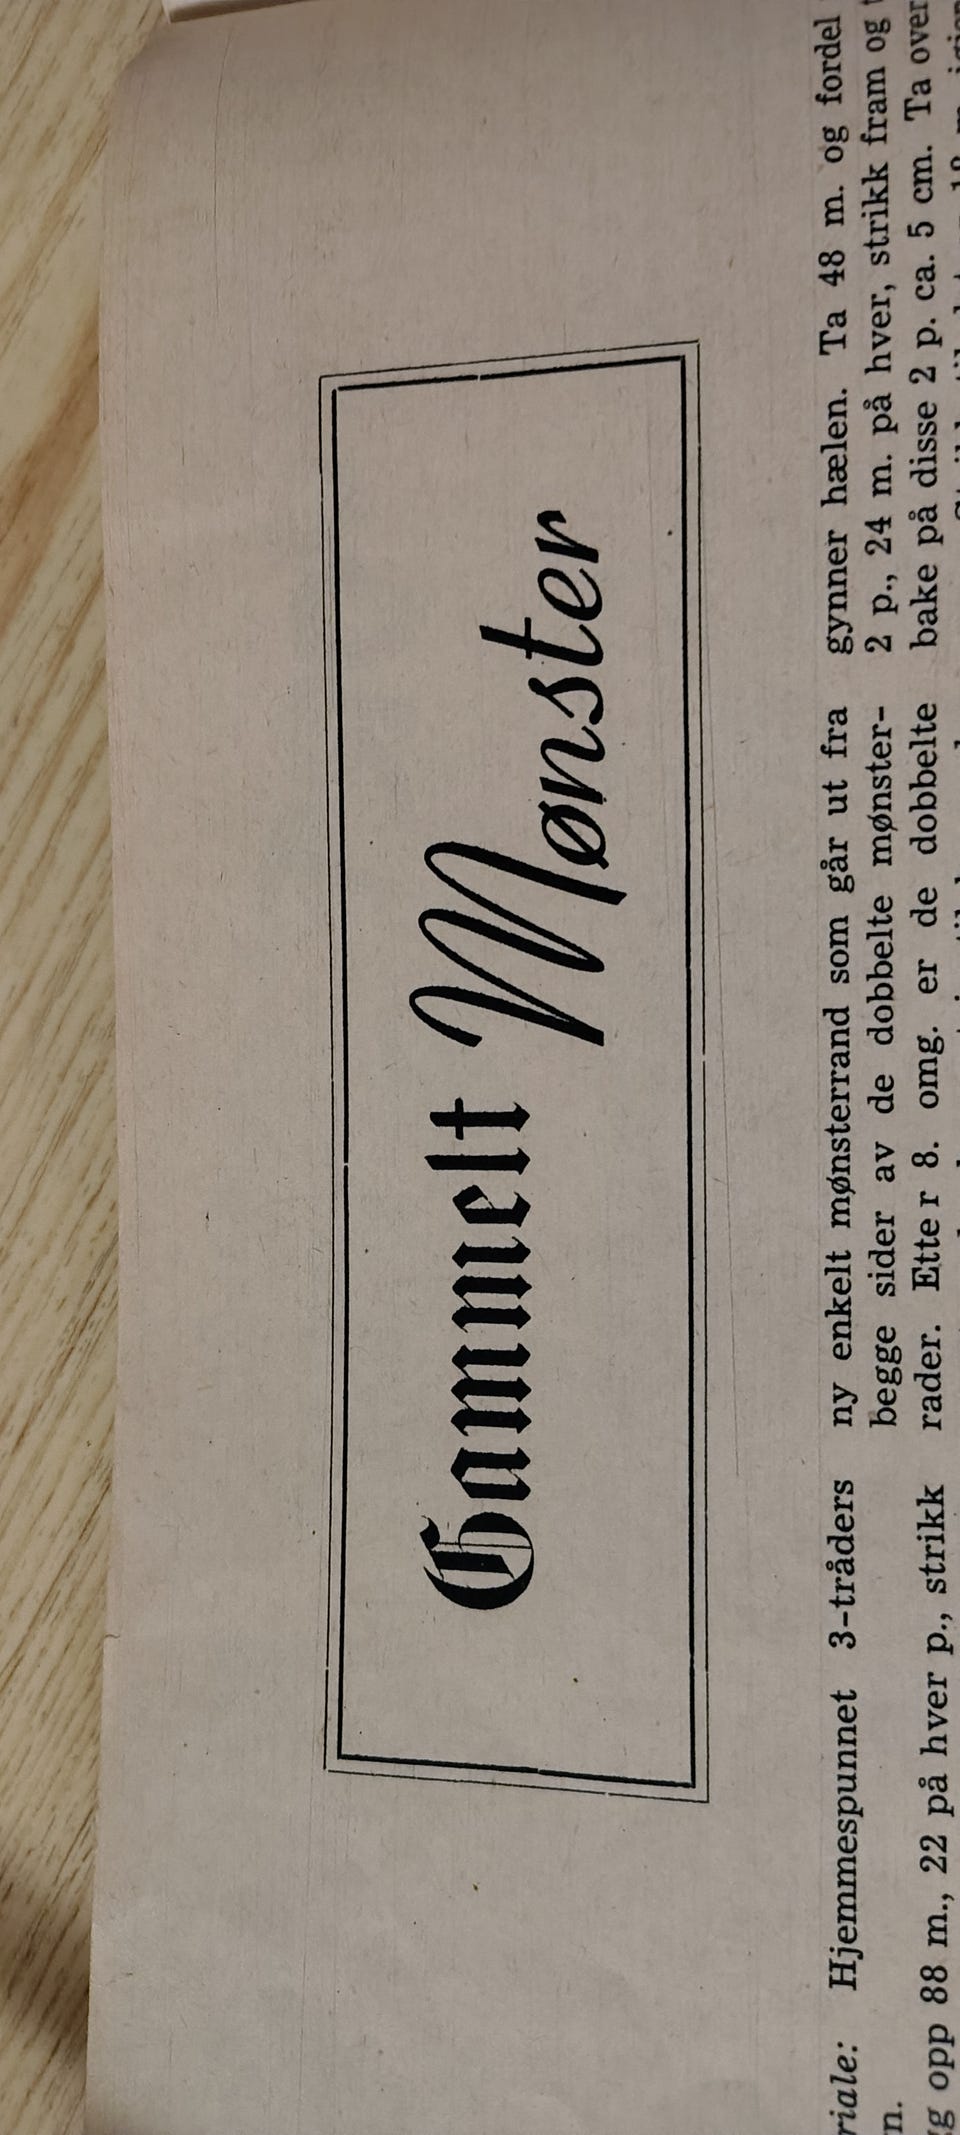 Gammelt Mønster
Hjemmespunnet 3-tråders
opp 88 m., 22 på hver p., strikk
ny enkelt mønsterrand som går ut fra
begge sider av de dobbelte mønster-
rader. Etter 8. omg. er de dobbelte
gynner hælen. Ta 48 m. og fordel
2 p., 24 m. på hver, strikk fram og
bake på disse 2 p. ca. 5 cm. Ta over